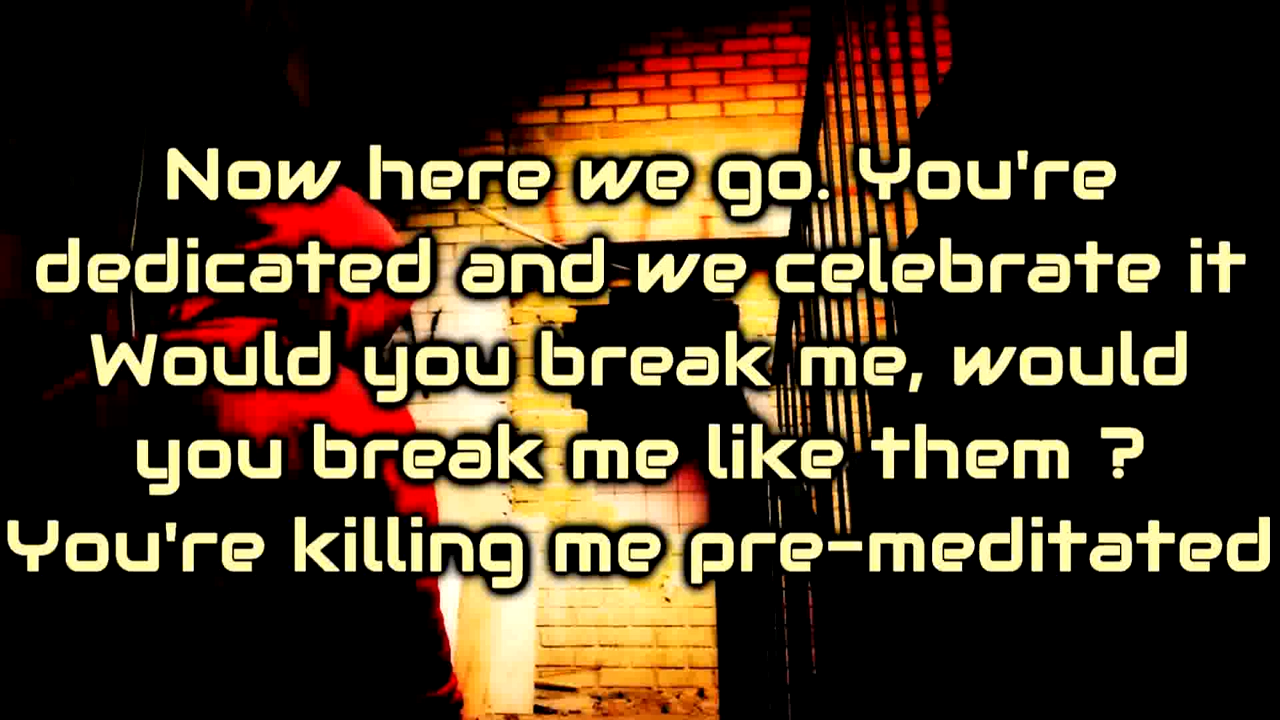 Now here we go. You're
dedicated and we celebrate it
Would you break me, would
you break me like them ?
You're killing me pre-meditated